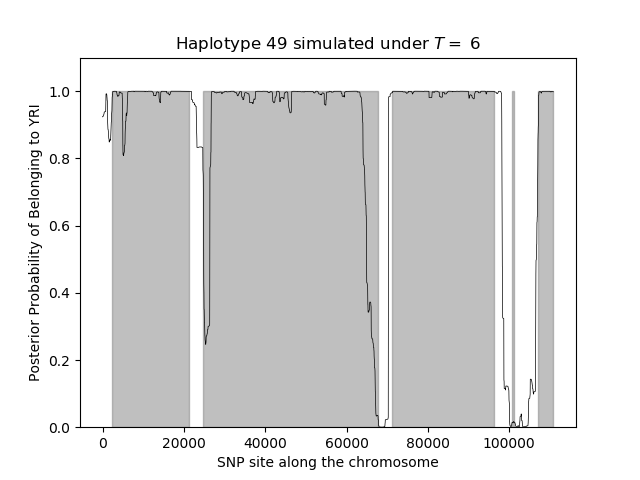 Haplotype 49 simulated under T = 6
Posterior Probability of Belonging to YRI
1.0
0.8
0.6
0.4
0.2
0.0
0 20000 40000 60000 80000 100000
SNP site along the chromosome